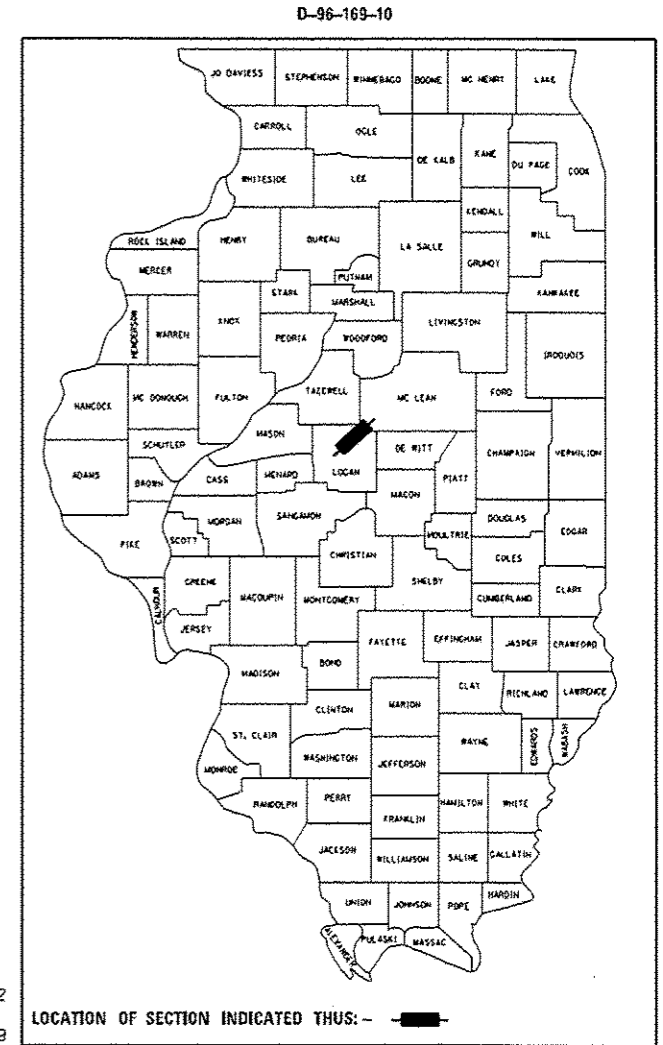 D-96-169-10
JO DAVIESS STEPHENSON WINNEBAGO BOONE MC HENRY LAKE
CARROLL OGLE DE KALB KANE DU PAGE COOK
WHITESIDE LEE
KENDALL WILL
ROCK ISLAND HENRY BUREAU LA SALLE GRUNDY
MERCER PUTNAM KANKAKEE
STARK MARSHALL
HENDERSON WARREN KNOX PEORIA WOODFORD LIVINGSTON IROQUOIS
HANCOCK MC DONOUGH FULTON TAZEWELL MC LEAN FORD
SCHUYLER MASON DE WITT CHAMPAIGN VERMILION
ADAMS BROWN CASS MENARD LOGAN PIATT
MACON
PIKE SCOTT MORGAN SANGAMON MOULTRIE DOUGLAS EDGAR
CHRISTIAN COLES
CALHOUN GREENE MACOUPIN MONTGOMERY SHELBY CUMBERLAND CLARK
JERSEY FAYETTE EFFINGHAM JASPER CRAWFORD
MADISON BOND CLAY RICHLAND LAWRENCE
CLINTON MARION
ST. CLAIR WAYNE EDWARDS WABASH
MONROE WASHINGTON JEFFERSON
RANDOLPH PERRY HAMILTON WHITE
FRANKLIN
JACKSON WILLIAMSON SALINE GALLATIN
UNION JOHNSON POPE HARDIN
ALEXANDER PULASKI MASSAC
2
LOCATION OF SECTION INDICATED THUS: -
9